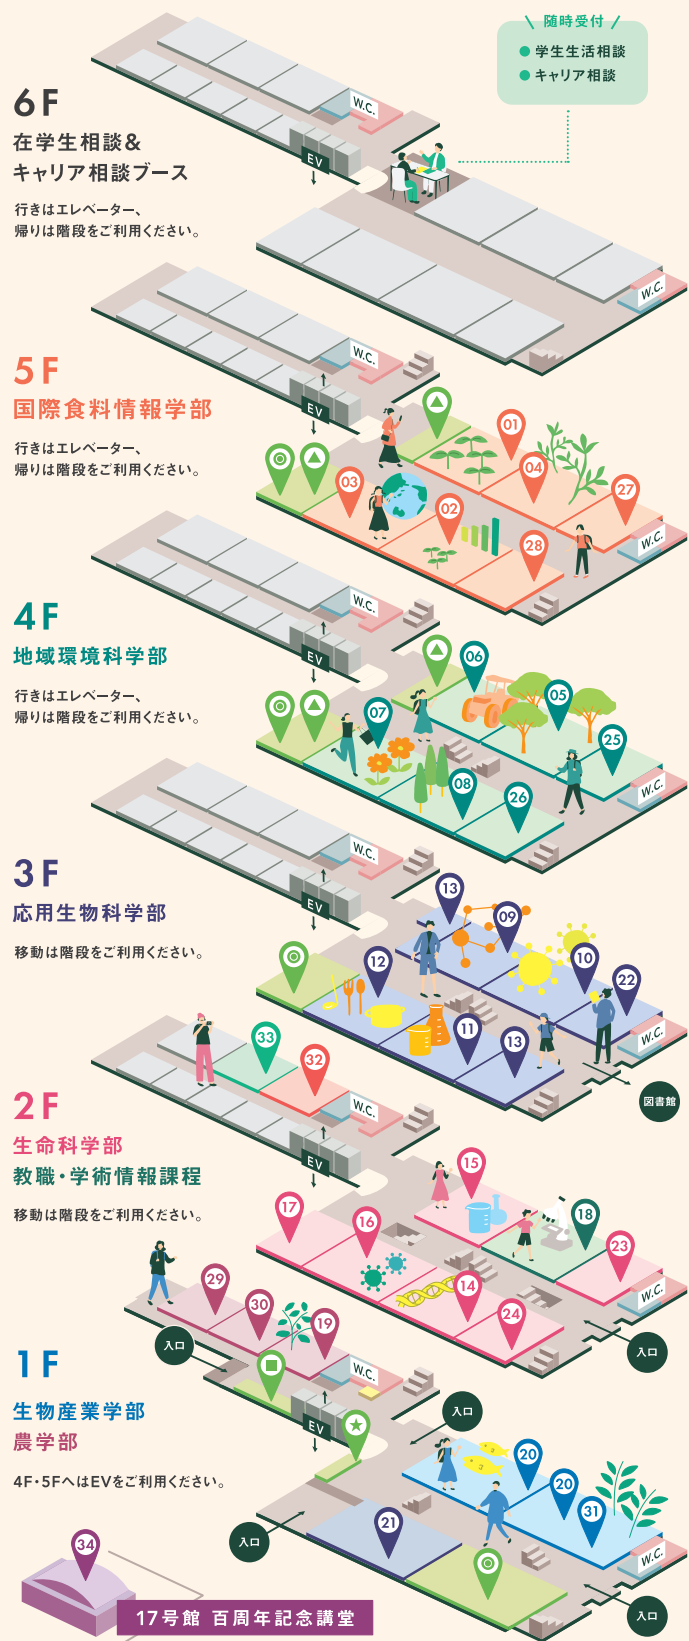 随時受付
学生生活相談
キャリア相談
6F
在学生相談&
キャリア相談ブース
行きはエレベーター、
帰りは階段をご利用ください。
W.C.
EV
W.C.
5F
国際食料情報学部
行きはエレベーター、
帰りは階段をご利用ください。
W.C.
EV
01
04
27
03
02
28
W.C.
4F
地域環境科学部
行きはエレベーター、
帰りは階段をご利用ください。
W.C.
EV
06
05
25
07
08
26
W.C.
3F
応用生物科学部
移動は階段をご利用ください。
W.C.
EV
13
09
10
22
12
11
13
W.C.
図書館
2F
生命科学部
教職・学術情報課程
移動は階段をご利用ください。
33
32
W.C.
EV
15
18
23
17
16
14
24
W.C.
入口
1F
生物産業学部
農学部
4F・5FへはEVをご利用ください。
29
30
19
入口
W.C.
EV
入口
20
20
31
21
入口
W.C.
入口
34
17号館 百周年記念講堂